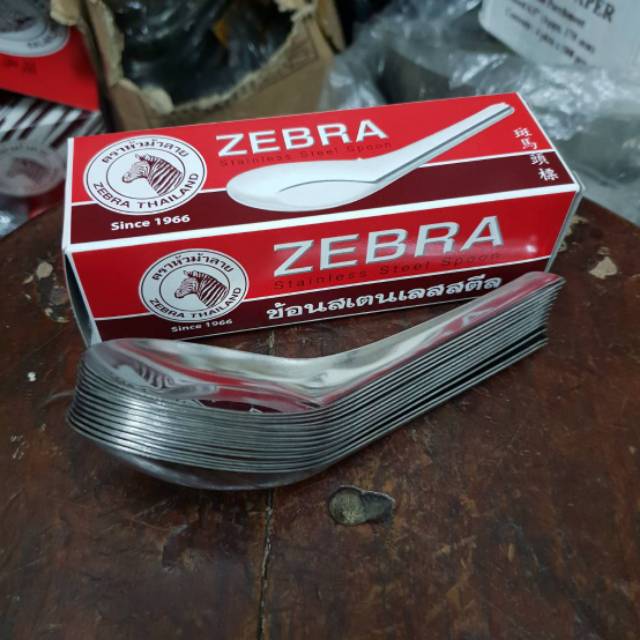 ตราหัวม้าลาย
ZEBRA THAILAND
Since 1966
ZEBRA
Stainless Steel Spoon
斑馬頭標
ตราหัวม้าลาย
ZEBRA THAILAND
Since 1966
ZEBRA
Stainless Steel Spoon
ช้อนสเตนเลสสตีล
APER